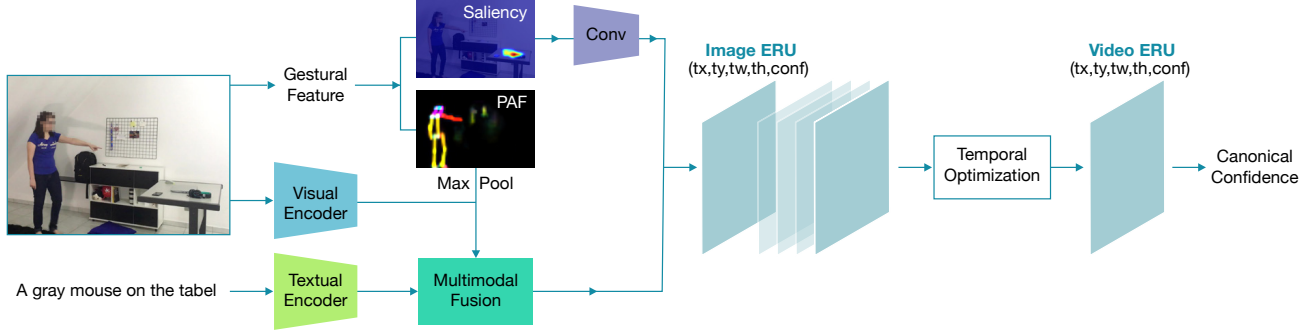 Saliency
Conv
Gestural
Feature
PAF
Max Pool
Visual
Encoder
A gray mouse on the tabel
Textual
Encoder
Multimodal
Fusion
Image ERU
(tx,ty,tw,th,conf)
Temporal
Optimization
Video ERU
(tx,ty,tw,th,conf)
Canonical
Confidence